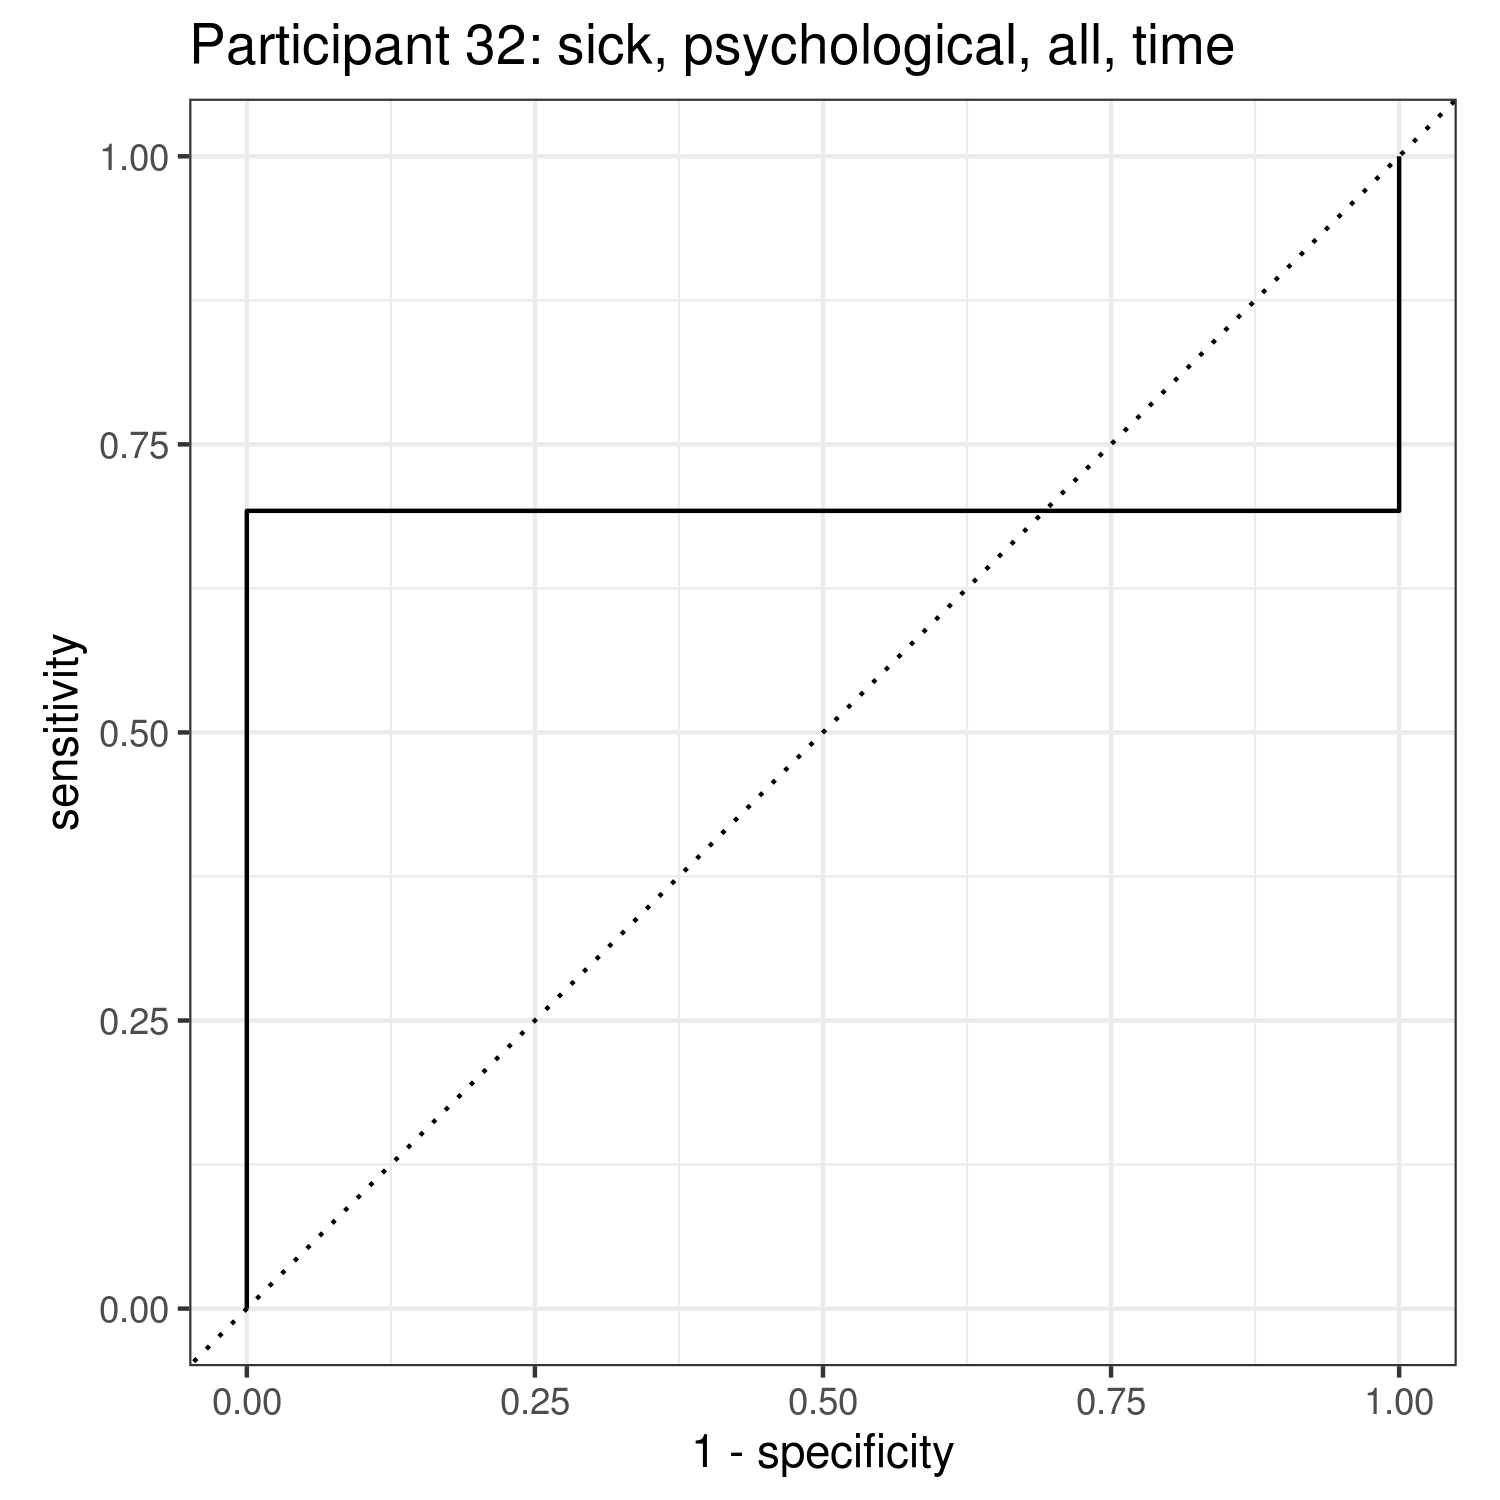 Participant 32: sick, psychological, all, time
1.00
0.75
0.50
0.25
0.00
sensitivity
0.00 0.25 0.50 0.75 1.00
1 - specificity